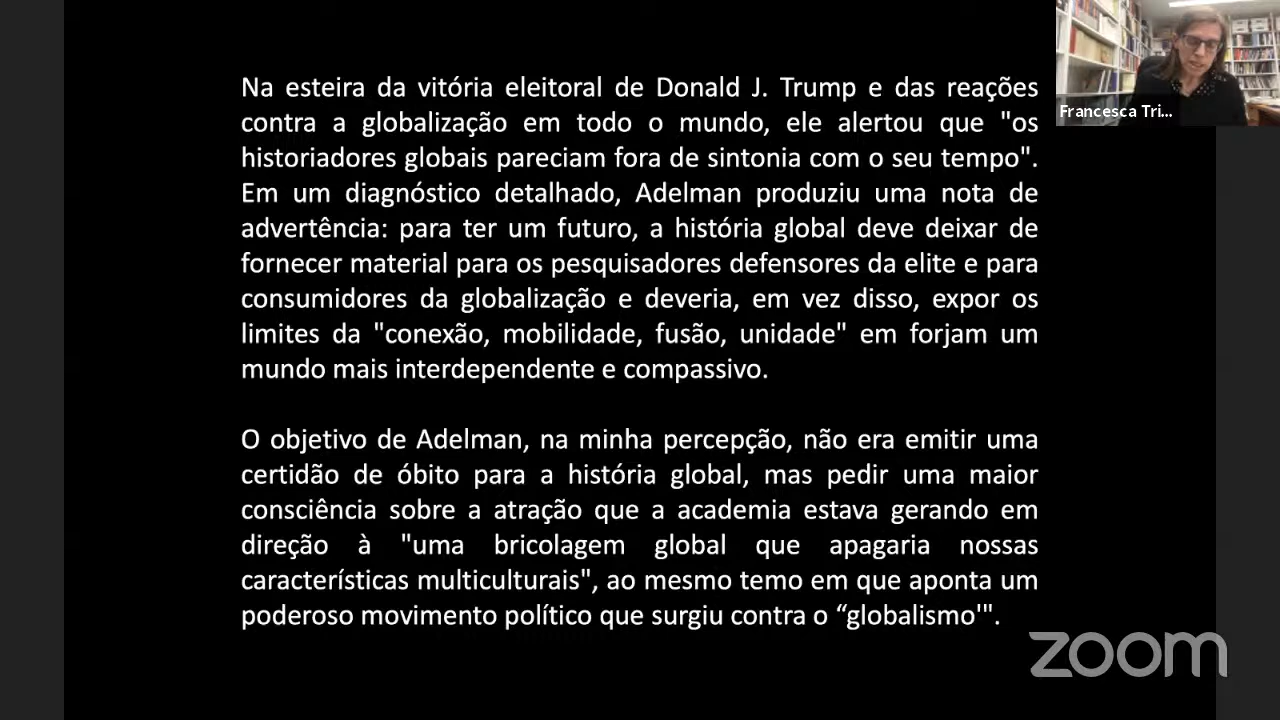 Na esteira da vitória eleitoral de Donald J. Trump e das reações
contra a globalização em todo o mundo, ele alertou que "os
historiadores globais pareciam fora de sintonia com o seu tempo".
Em um diagnóstico detalhado, Adelman produziu uma nota de
advertência: para ter um futuro, a história global deve deixar de
fornecer material para os pesquisadores defensores da elite e para
consumidores da globalização e deveria, em vez disso, expor os
limites da "conexão, mobilidade, fusão, unidade" em forjam um
mundo mais interdependente e compassivo.
O objetivo de Adelman, na minha percepção, não era emitir uma
certidão de óbito para a história global, mas pedir uma maior
consciência sobre a atração que a academia estava gerando em
direção à "uma bricolagem global que apagaria nossas
características multiculturais", ao mesmo temo em que aponta um
poderoso movimento político que surgiu contra o “globalismo'".
Francesca Tri...
zoom